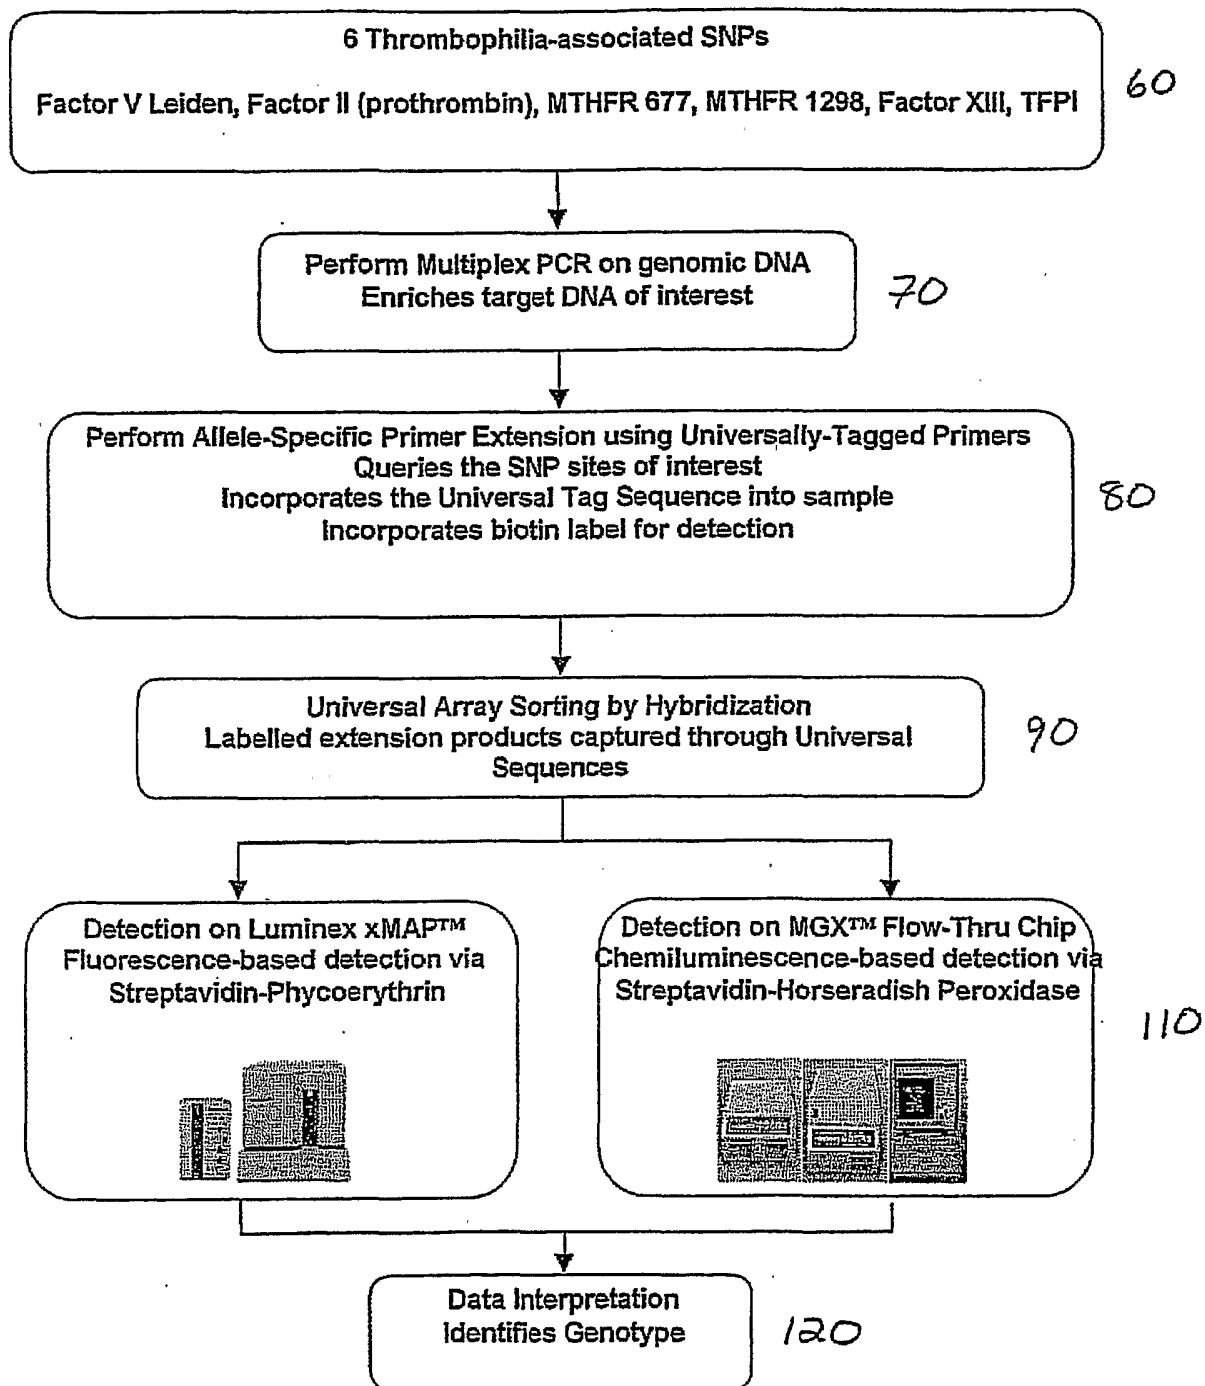 6 Thrombophilia-associated SNPs
Factor V Leiden, Factor II (prothrombin), MTHFR 677, MTHFR 1298, Factor XIII, TFPI
60
Perform Multiplex PCR on genomic DNA
Enriches target DNA of interest
70
Perform Allele-Specific Primer Extension using Universally-Tagged Primers
Queries the SNP sites of interest
Incorporates the Universal Tag Sequence into sample
Incorporates biotin label for detection
80
Universal Array Sorting by Hybridization
Labelled extension products captured through Universal
Sequences
90
Detection on Luminex xMAP™
Fluorescence-based detection via
Streptavidin-Phycoerythrin
Detection on MGX™ Flow-Thru Chip
Chemiluminescence-based detection via
Streptavidin-Horseradish Peroxidase
110
Data Interpretation
Identifies Genotype
120